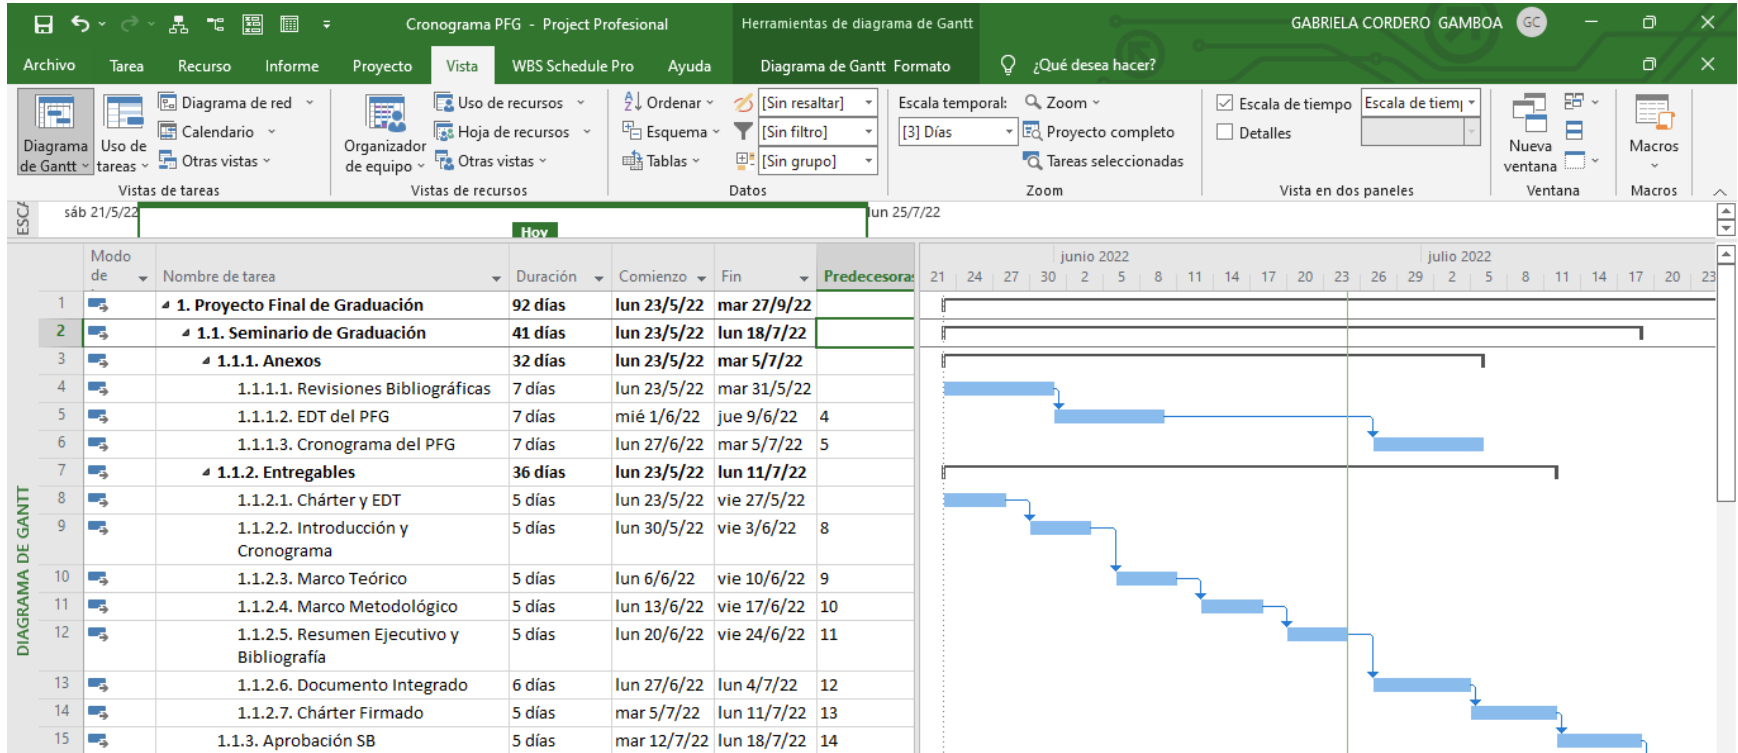 Cronograma PFG - Project Profesional
Herramientas de diagrama de Gantt
GABRIELA CORDERO GAMBOA
GC
Archivo Tarea Recurso Informe Proyecto Vista WBS Schedule Pro Ayuda Diagrama de Gantt Formato ¿Qué desea hacer?
Diagrama de Gantt
Uso de tareas
Diagrama de red
Calendario
Otras vistas
Vistas de tareas
Organizador de equipo
Uso de recursos
Hoja de recursos
Otras vistas
Vistas de recursos
Ordenar
Esquema
Tablas
[Sin resaltar]
[Sin filtro]
[Sin grupo]
Datos
Escala temporal:
[3] Días
Zoom
Proyecto completo
Tareas seleccionadas
Zoom
Escala de tiempo
Detalles
Vista en dos paneles
Nueva ventana
Ventana
Macros
Macros
ESCA
sáb 21/5/22
Hoy
lun 25/7/22
DIAGRAMA DE GANTT
Modo de Nombre de tarea Duración Comienzo Fin Predecesoras
junio 2022 julio 2022
21 24 27 30 2 5 8 11 14 17 20 23 26 29 2 5 8 11 14 17 20 23
1 1. Proyecto Final de Graduación 92 días lun 23/5/22 mar 27/9/22
2 1.1. Seminario de Graduación 41 días lun 23/5/22 lun 18/7/22
3 1.1.1. Anexos 32 días lun 23/5/22 mar 5/7/22
4 1.1.1.1. Revisiones Bibliográficas 7 días lun 23/5/22 mar 31/5/22
5 1.1.1.2. EDT del PFG 7 días mié 1/6/22 jue 9/6/22 4
6 1.1.1.3. Cronograma del PFG 7 días lun 27/6/22 mar 5/7/22 5
7 1.1.2. Entregables 36 días lun 23/5/22 lun 11/7/22
8 1.1.2.1. Chárter y EDT 5 días lun 23/5/22 vie 27/5/22
9 1.1.2.2. Introducción y 5 días lun 30/5/22 vie 3/6/22 8
Cronograma
10 1.1.2.3. Marco Teórico 5 días lun 6/6/22 vie 10/6/22 9
11 1.1.2.4. Marco Metodológico 5 días lun 13/6/22 vie 17/6/22 10
12 1.1.2.5. Resumen Ejecutivo y 5 días lun 20/6/22 vie 24/6/22 11
Bibliografía
13 1.1.2.6. Documento Integrado 6 días lun 27/6/22 lun 4/7/22 12
14 1.1.2.7. Chárter Firmado 5 días mar 5/7/22 lun 11/7/22 13
15 1.1.3. Aprobación SB 5 días mar 12/7/22 lun 18/7/22 14